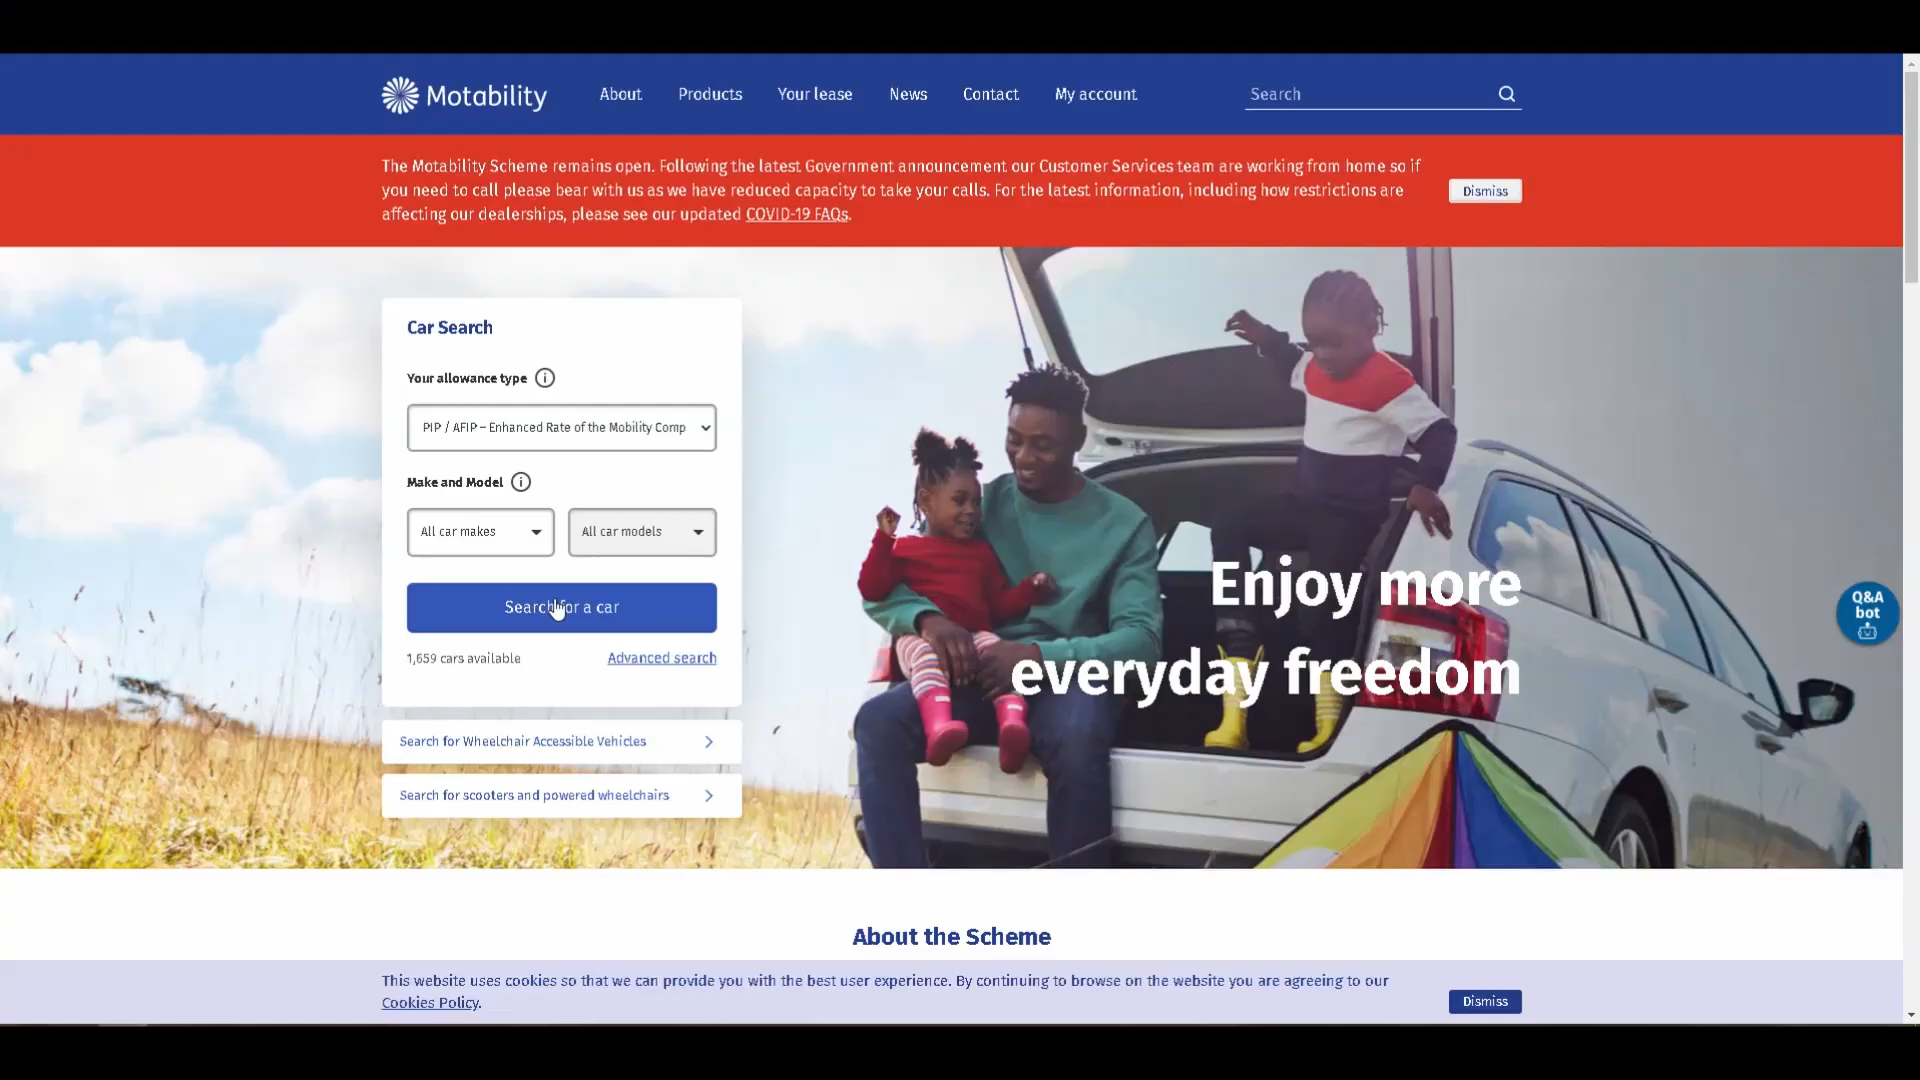 Motability
About
Products
Your lease
News
Contact
My account
Search
The Motability Scheme remains open. Following the latest Government announcement our Customer Services team are working from home so if
you need to call please bear with us as we have reduced capacity to take your calls. For the latest information, including how restrictions are
affecting our dealerships, please see our updated COVID-19 FAQs.
Dismiss
Car Search
Your allowance type
PIP / AFIP – Enhanced Rate of the Mobility Comp
Make and Model
All car makes
All car models
Search for a car
1,659 cars available
Advanced search
Search for Wheelchair Accessible Vehicles
Search for scooters and powered wheelchairs
Enjoy more
everyday freedom
Q&A
bot
About the Scheme
This website uses cookies so that we can provide you with the best user experience. By continuing to browse on the website you are agreeing to our
Cookies Policy.
Dismiss